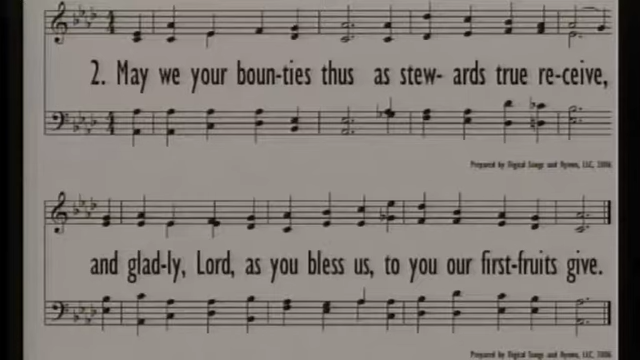 2. May we your boun-ties thus as stew- ards true re-ceive,
Prepared by Digital Songs and Hymns, LLC, 2006
and glad-ly, Lord, as you bless us, to you our first-fruits give.
Prepared by Digital Songs and Hymns, LLC, 2006